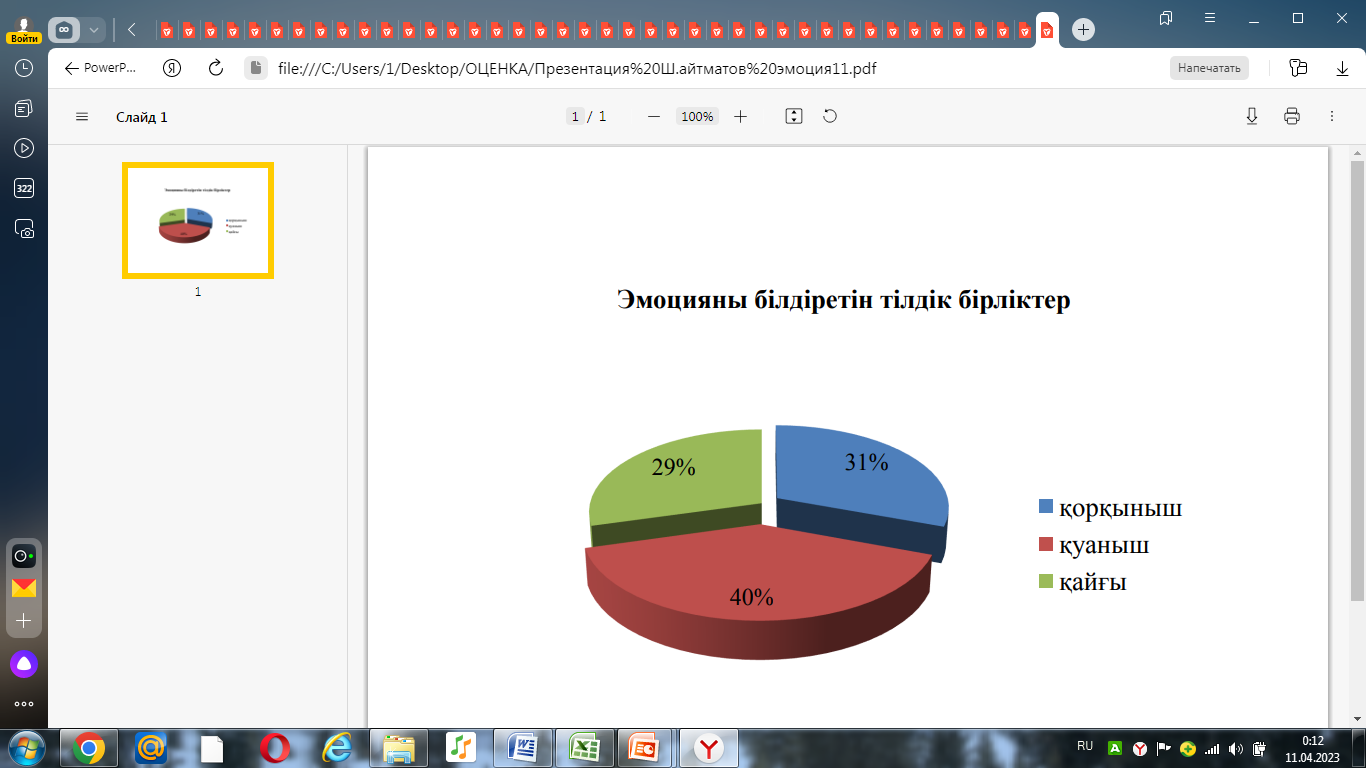 Войти
PowerP...
file:///C:/Users/1/Desktop/ОЦЕНКА/Презентация%20Ш.айтматов%20эмоция11.pdf
Напечатать
Слайд 1
1 / 1
100%
322
1
Эмоцияны білдіретін тілдік бірліктер
29%
31%
40%
қорқыныш
қуаныш
қайғы
RU
0:12
11.04.2023